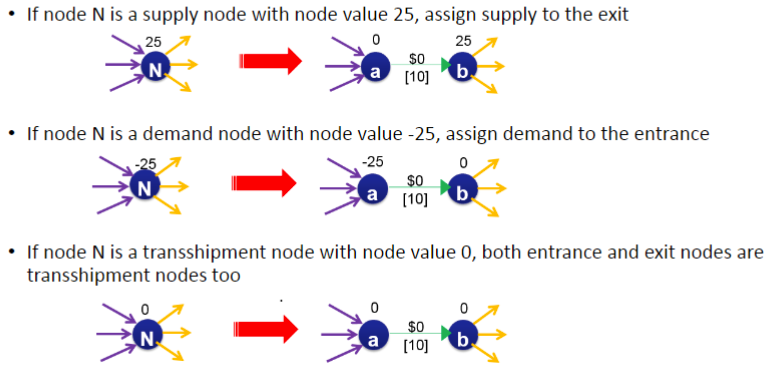 • If node N is a supply node with node value 25, assign supply to the exit
25 0 25
N a $0 b
[10]
• If node N is a demand node with node value -25, assign demand to the entrance
-25 -25 0
N a $0 b
[10]
• If node N is a transshipment node with node value 0, both entrance and exit nodes are
transshipment nodes too
0 0 0
N a $0 b
[10]